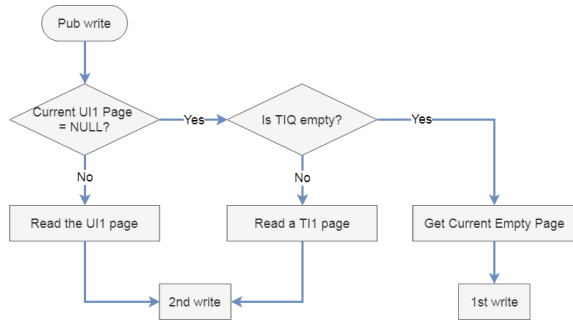 Pub write
Current UI1 Page
= NULL?
Yes
Is TIQ empty?
Yes
No
No
Read the UI1 page
Read a TI1 page
Get Current Empty Page
2nd write
1st write